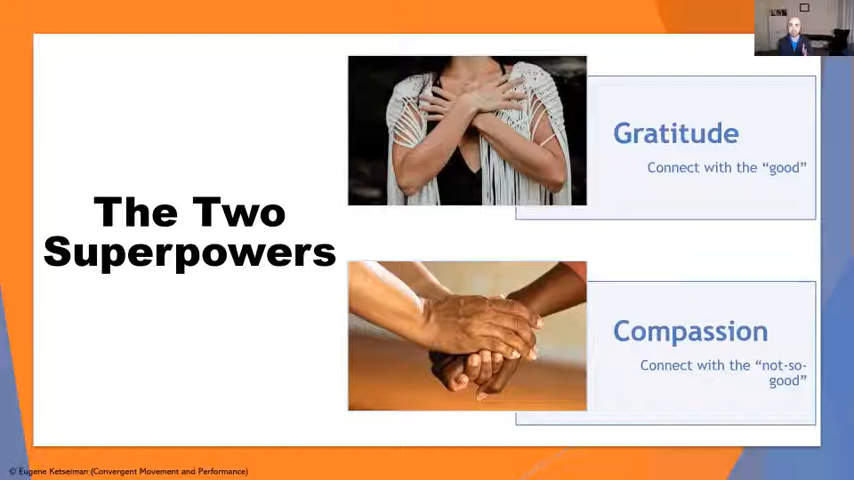 The Two
Superpowers
Gratitude
Connect with the “good”
Compassion
Connect with the “not-so-
good”
© Eugene Ketselman (Convergent Movement and Performance)